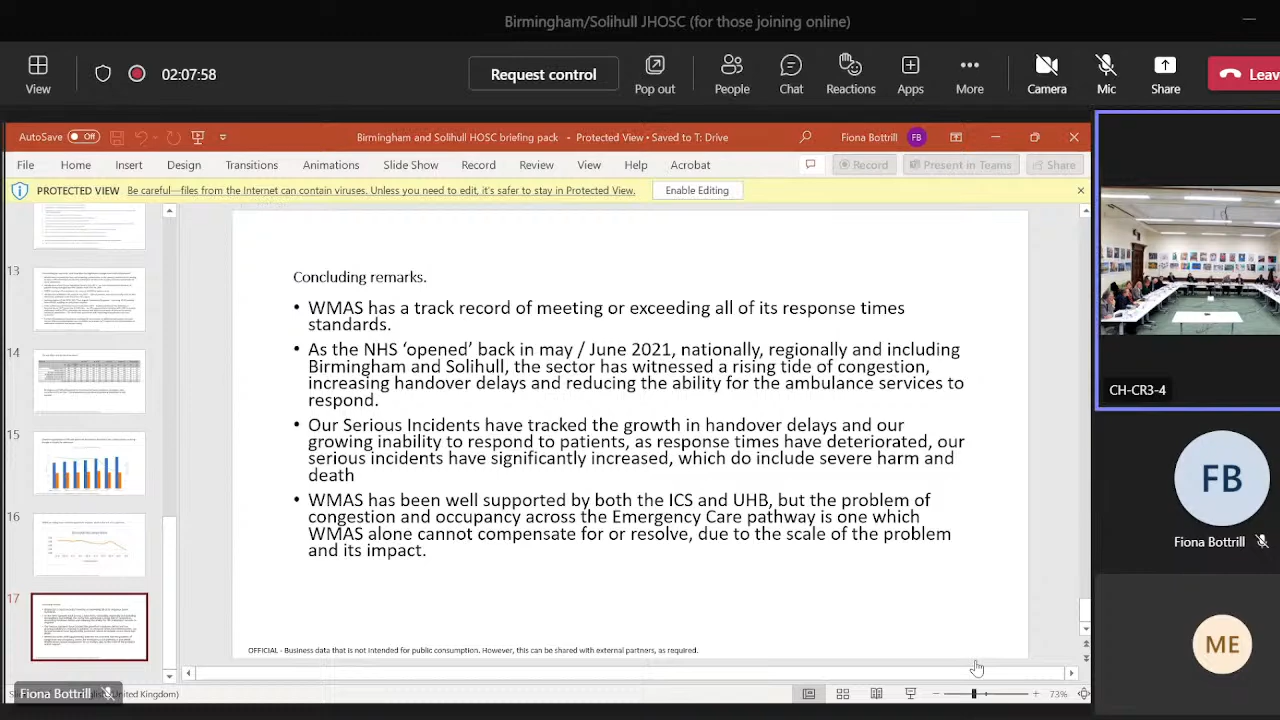 Birmingham/Solihull JHOSC (for those joining online)
View
02:07:58
Request control
Pop out
People
Chat
Reactions
Apps
More
Camera
Mic
Share
Leav
AutoSave
Off
Birmingham and Solihull HOSC briefing pack - Protected View • Saved to T: Drive
Fiona Bottrill
FB
File
Home
Insert
Design
Transitions
Animations
Slide Show
Record
Review
View
Help
Acrobat
Record
Present in Teams
Share
PROTECTED VIEW
Be careful—files from the Internet can contain viruses. Unless you need to edit, it's safer to stay in Protected View.
Enable Editing
13
14
15
16
17
Concluding remarks.
• WMAS has a track record of meeting or exceeding all of its response times
standards.
• As the NHS ‘opened’ back in may / June 2021, nationally, regionally and including
Birmingham and Solihull, the sector has witnessed a rising tide of congestion,
increasing handover delays and reducing the ability for the ambulance services to
respond.
• Our Serious Incidents have tracked the growth in handover delays and our
growing inability to respond to patients, as response times have deteriorated, our
serious incidents have significantly increased, which do include severe harm and
death
• WMAS has been well supported by both the ICS and UHB, but the problem of
congestion and occupancy across the Emergency Care pathway is one which
WMAS alone cannot compensate for or resolve, due to the scale of the problem
and its impact.
OFFICIAL - Business data that is not intended for public consumption. However, this can be shared with external partners, as required.
CH-CR3-4
FB
Fiona Bottrill
ME
Fiona Bottrill
United Kingdom)
73%